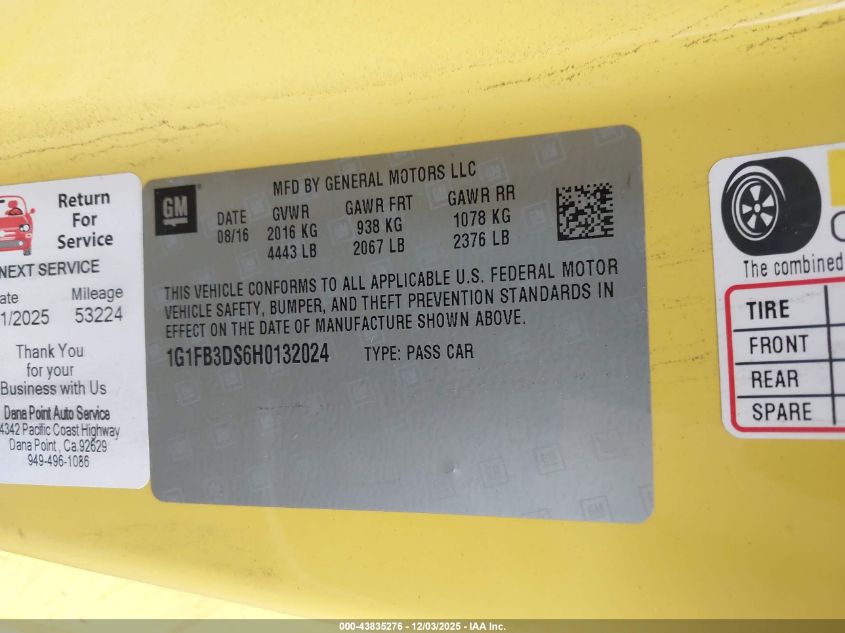 Return
For
Service
NEXT SERVICE
Mileage
1/2025 53224
Thank You
for your
Business with Us
Dana Point Auto Service
4342 Pacific Coast Highway
Dana Point , Ca.92629
949-496-1086
GM
MFD BY GENERAL MOTORS LLC
DATE GVWR GAWR FRT GAWR RR
08/16 2016 KG 938 KG 1078 KG
4443 LB 2067 LB 2376 LB
THIS VEHICLE CONFORMS TO ALL APPLICABLE U.S. FEDERAL MOTOR
VEHICLE SAFETY, BUMPER, AND THEFT PREVENTION STANDARDS IN
EFFECT ON THE DATE OF MANUFACTURE SHOWN ABOVE.
1G1FB3DS6H0132024 TYPE: PASS CAR
The combined
TIRE
FRONT
REAR
SPARE
000-43835276 - 12/03/2025 - IAA Inc.